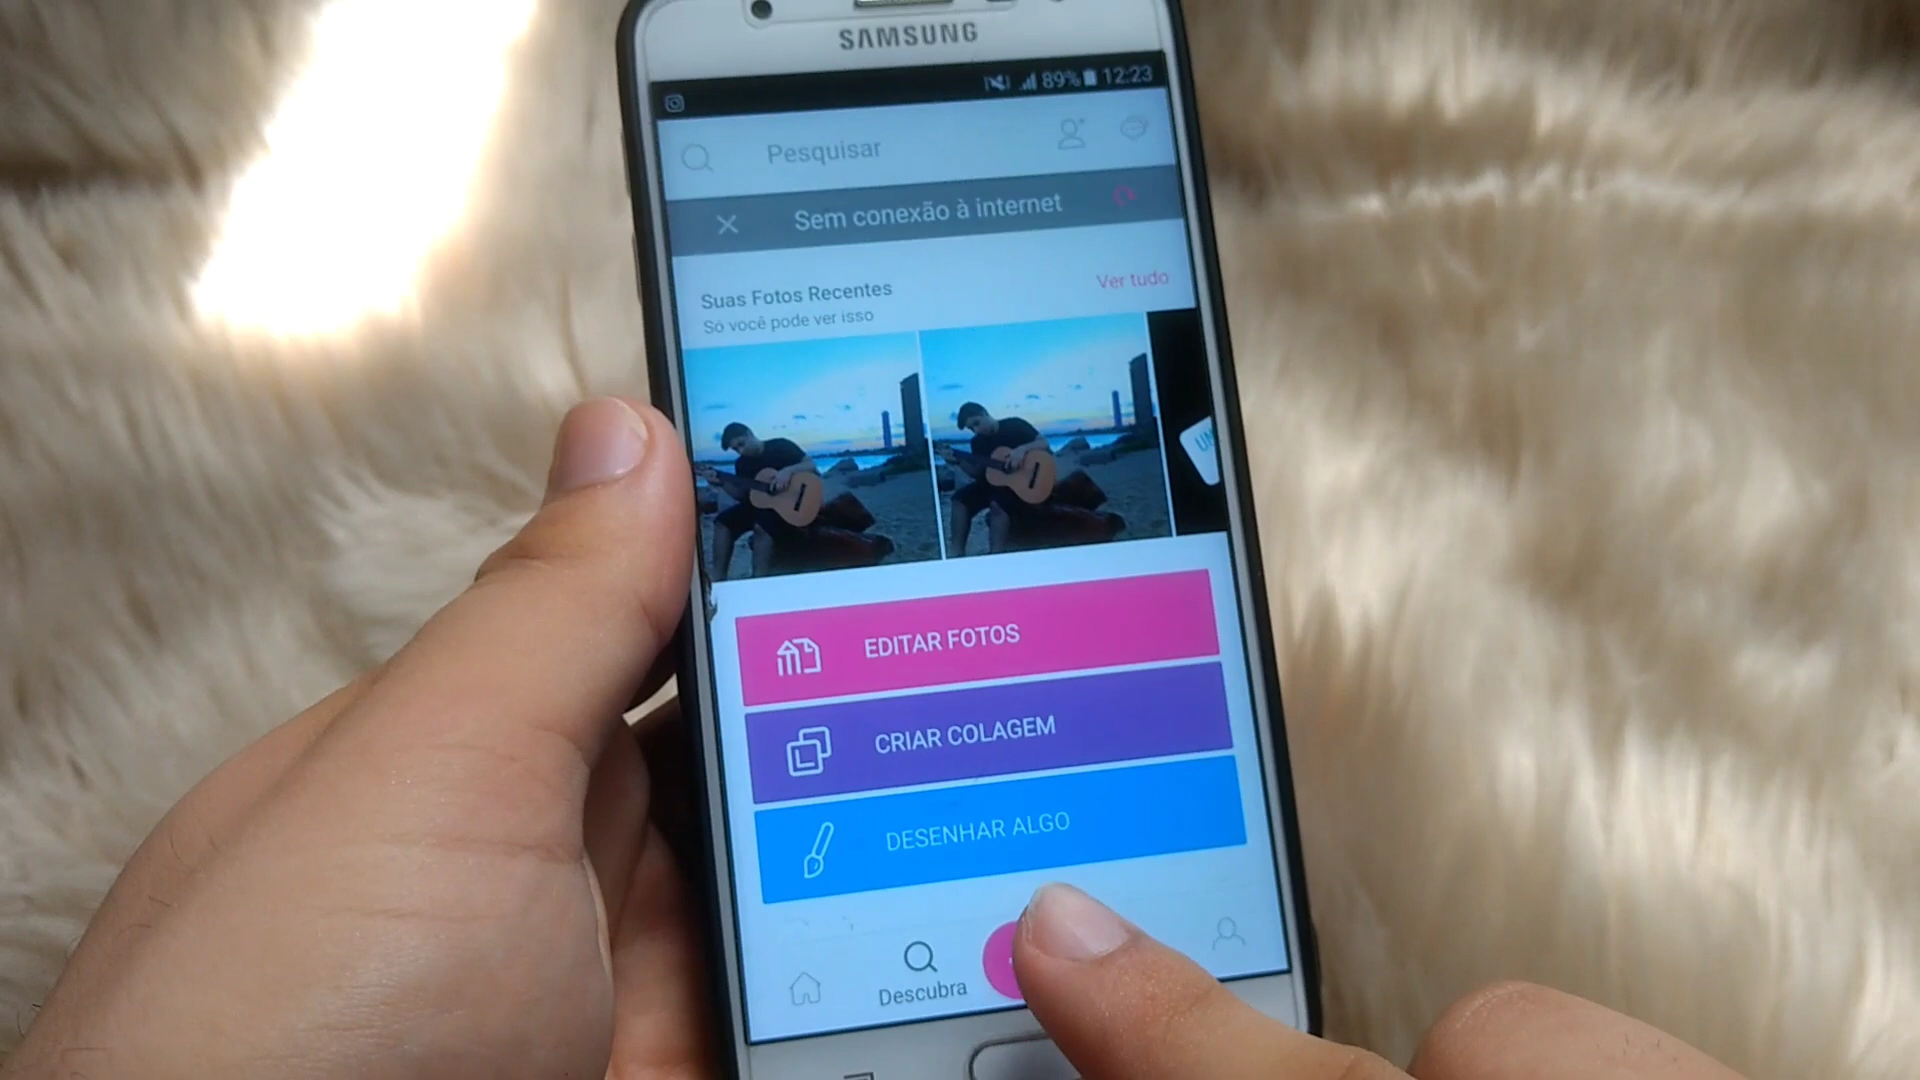 SAMSUNG
89% 12:23
Pesquisar
Sem conexão à internet
Suas Fotos Recentes
Ver tudo
Só você pode ver isso
UN
EDITAR FOTOS
CRIAR COLAGEM
DESENHAR ALGO
Descubra